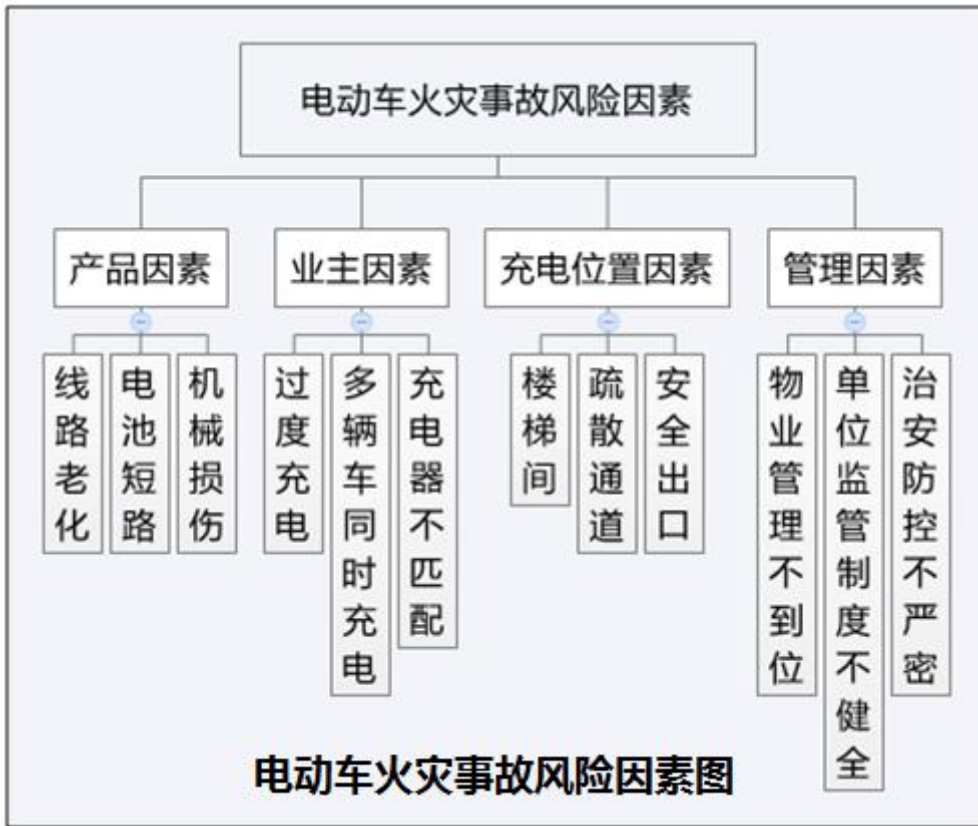 电动车火灾事故风险因素
产品因素
业主因素
充电位置因素
管理因素
线路老化
电池短路
机械损伤
过度充电
多辆车同时充电
充电器不匹配
楼梯间
疏散通道
安全出口
物业管理不到位
单位监管制度不健全
治安防控不严密
电动车火灾事故风险因素图